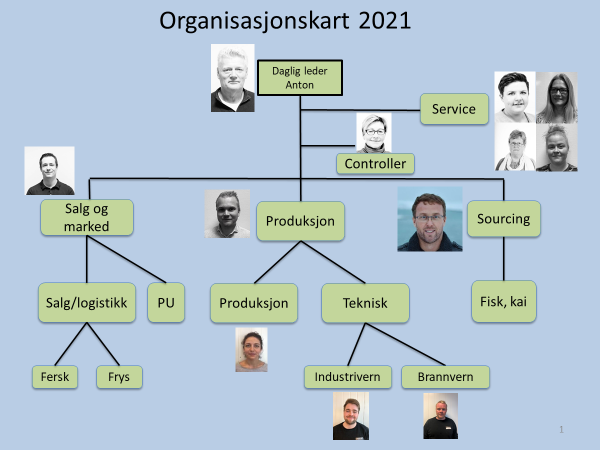 Organisasjonskart 2021
Daglig leder
Anton
Service
Controller
Salg og
marked
Produksjon
Sourcing
Salg/logistikk
PU
Produksjon
Teknisk
Fisk, kai
Fersk
Frys
Industrivern
Brannvern
1